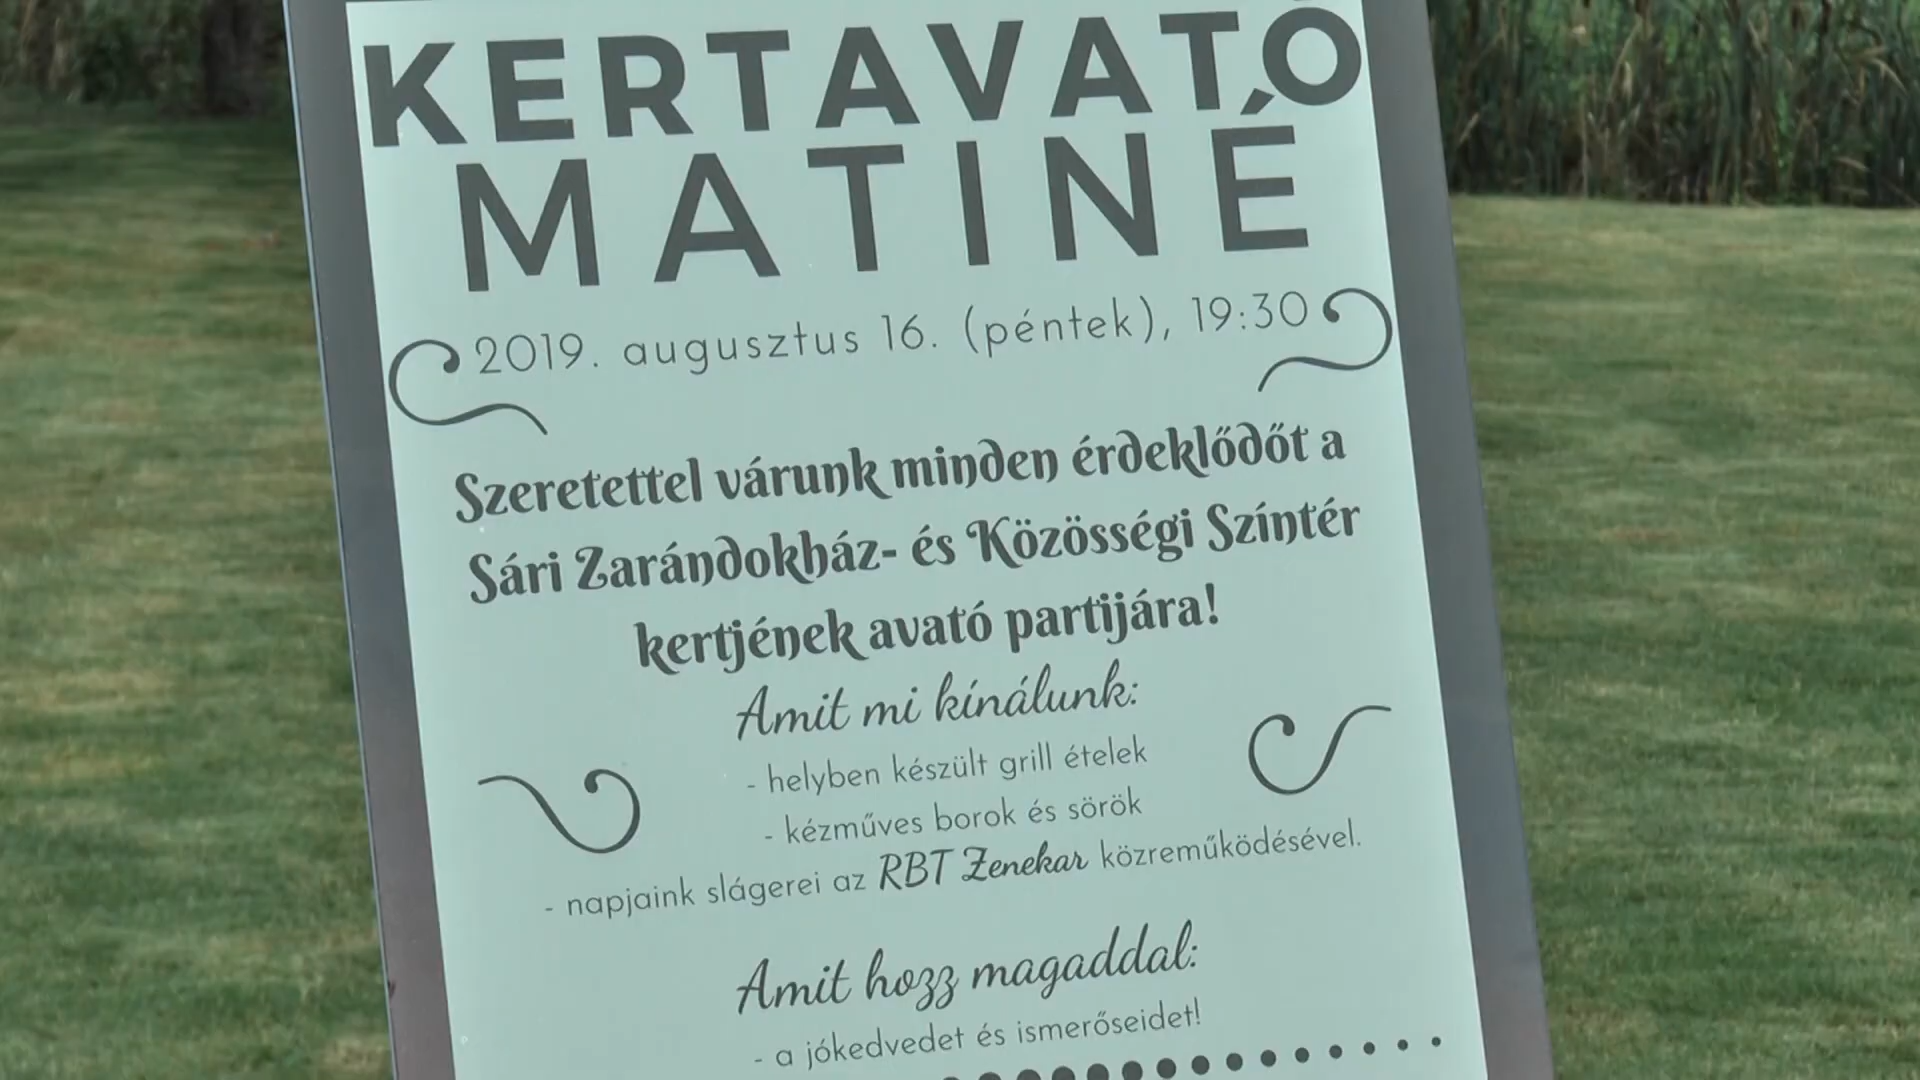 KERTAVATÓ
MATINÉ
2019. augusztus 16. (péntek), 19:30
Szeretettel várunk minden érdeklődőt a
Sári Zarándokház- és Közösségi Színtér
kertjének avató partijára!
Amit mi kínálunk:
- helyben készült grill ételek
- kézműves borok és sörök
- napjaink slágerei az RBT Zenekar közreműködésével.
Amit hozz magaddal:
- a jókedvedet és ismerőseidet!